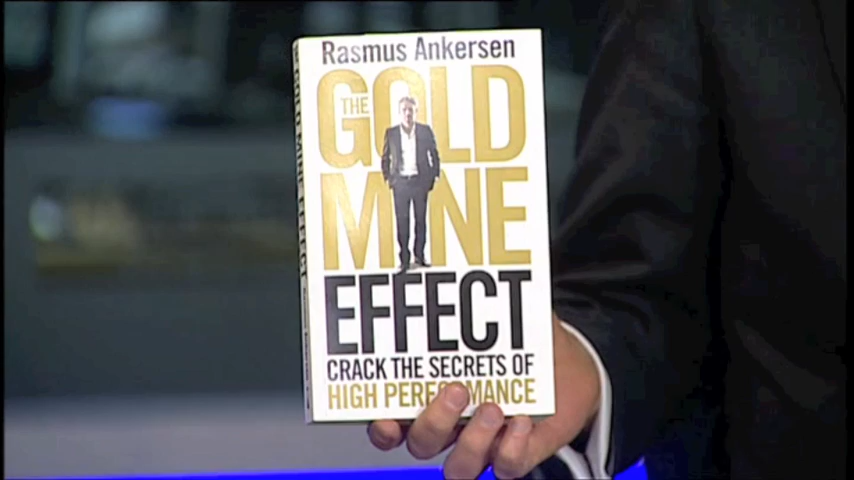 Rasmus Ankersen
THE
GOLD
MINE
EFFECT
CRACK THE SECRETS OF
HIGH PERFORMANCE